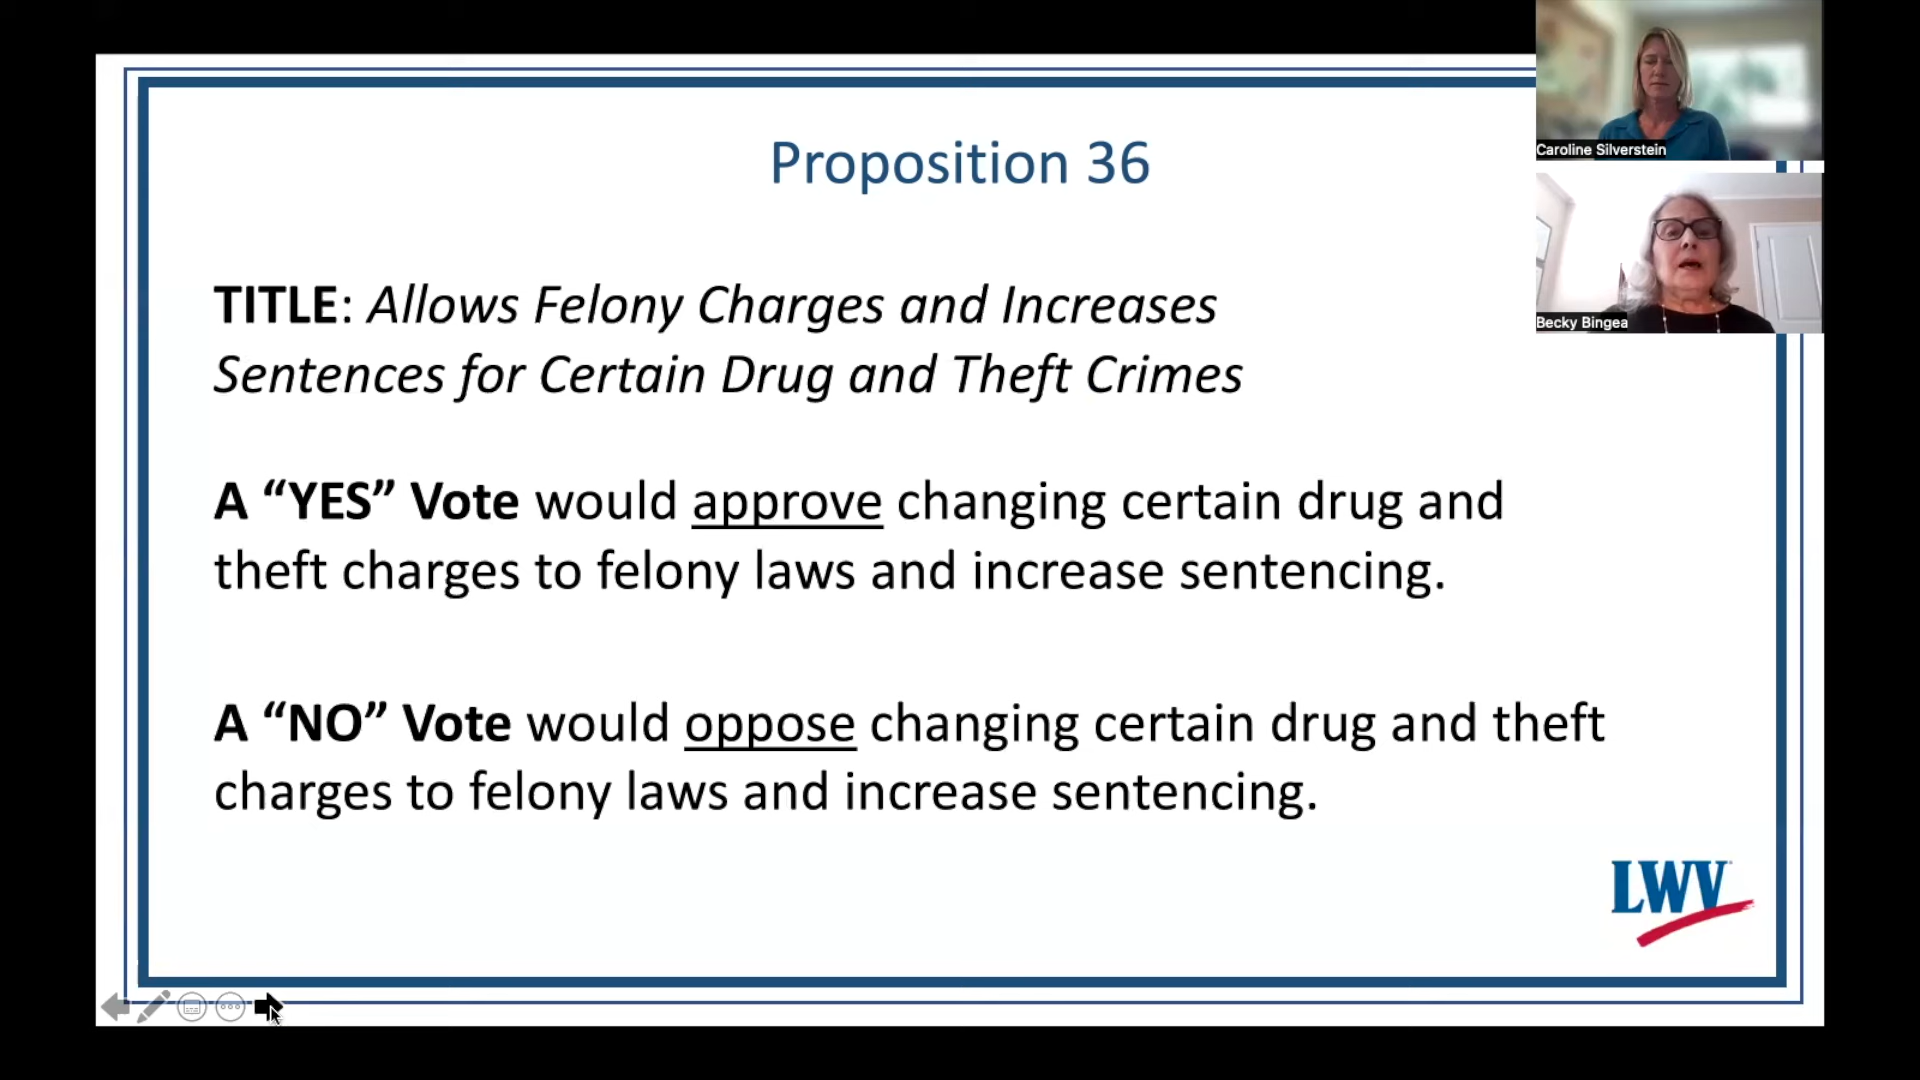 Proposition 36
TITLE: Allows Felony Charges and Increases
Sentences for Certain Drug and Theft Crimes
A “YES” Vote would approve changing certain drug and
theft charges to felony laws and increase sentencing.
A “NO” Vote would oppose changing certain drug and theft
charges to felony laws and increase sentencing.
LWV
Caroline Silverstein
Becky Bingea